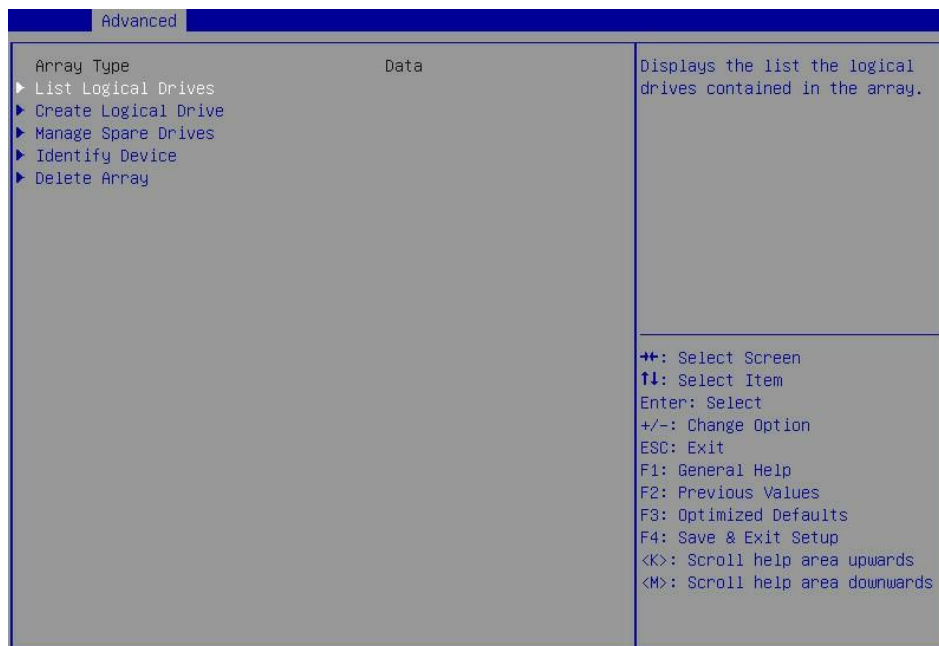 Advanced
Array Type Data
List Logical Drives
Create Logical Drive
Manage Spare Drives
Identify Device
Delete Array
Displays the list the logical
drives contained in the array.
→←: Select Screen
↑↓: Select Item
Enter: Select
+/-: Change Option
ESC: Exit
F1: General Help
F2: Previous Values
F3: Optimized Defaults
F4: Save & Exit Setup
<K>: Scroll help area upwards
<M>: Scroll help area downwards